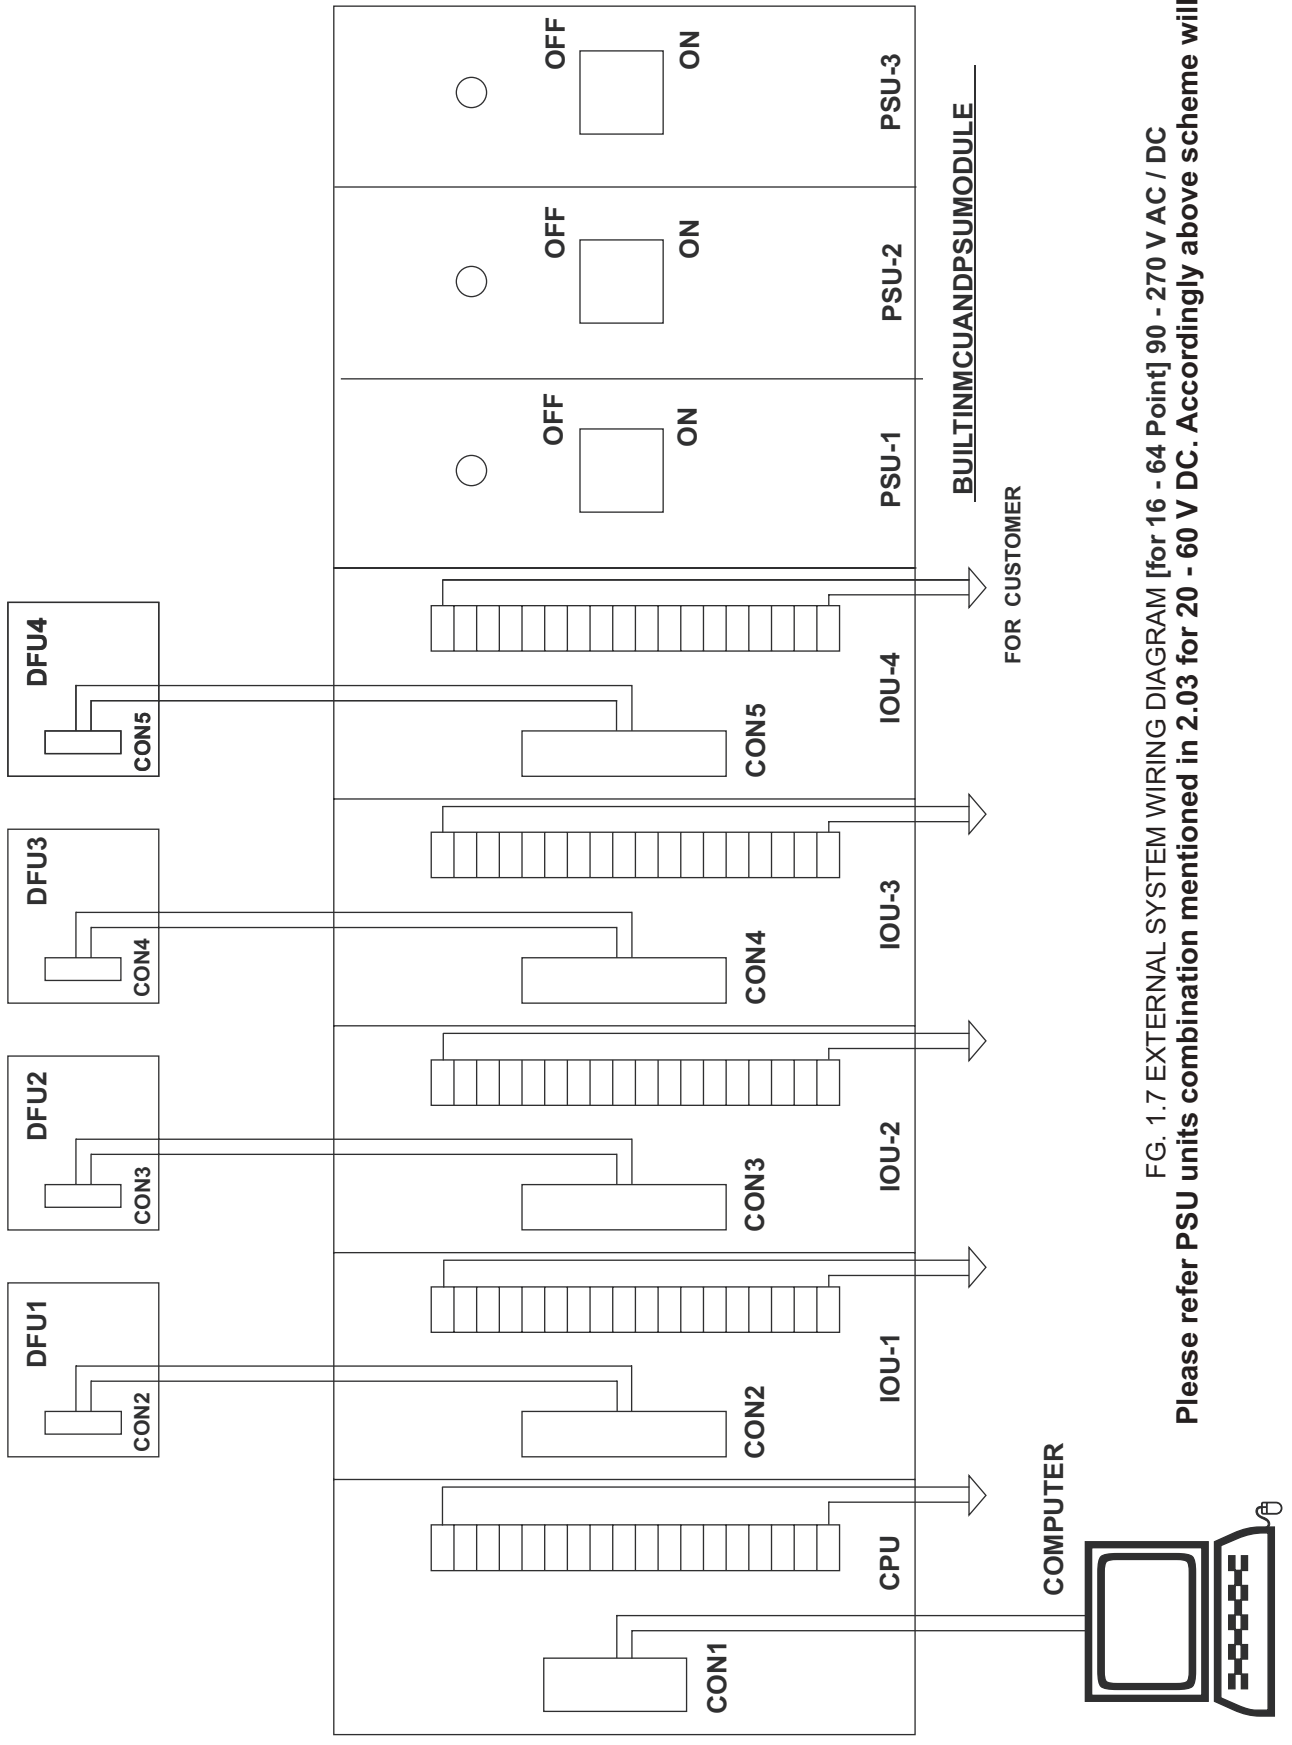 DFU1
CON2
DFU2
CON3
DFU3
CON4
DFU4
CON5
CON1
CPU
CON2
IOU-1
CON3
IOU-2
CON4
IOU-3
CON5
IOU-4
OFF
ON
PSU-1
OFF
ON
PSU-2
OFF
ON
PSU-3
BUILTINMCUANDPSUMODULE
FOR CUSTOMER
COMPUTER
FG. 1.7 EXTERNAL SYSTEM WIRING DIAGRAM [for 16 - 64 Point] 90 - 270 V AC / DC
Please refer PSU units combination mentioned in 2.03 for 20 - 60 V DC. Accordingly above scheme will